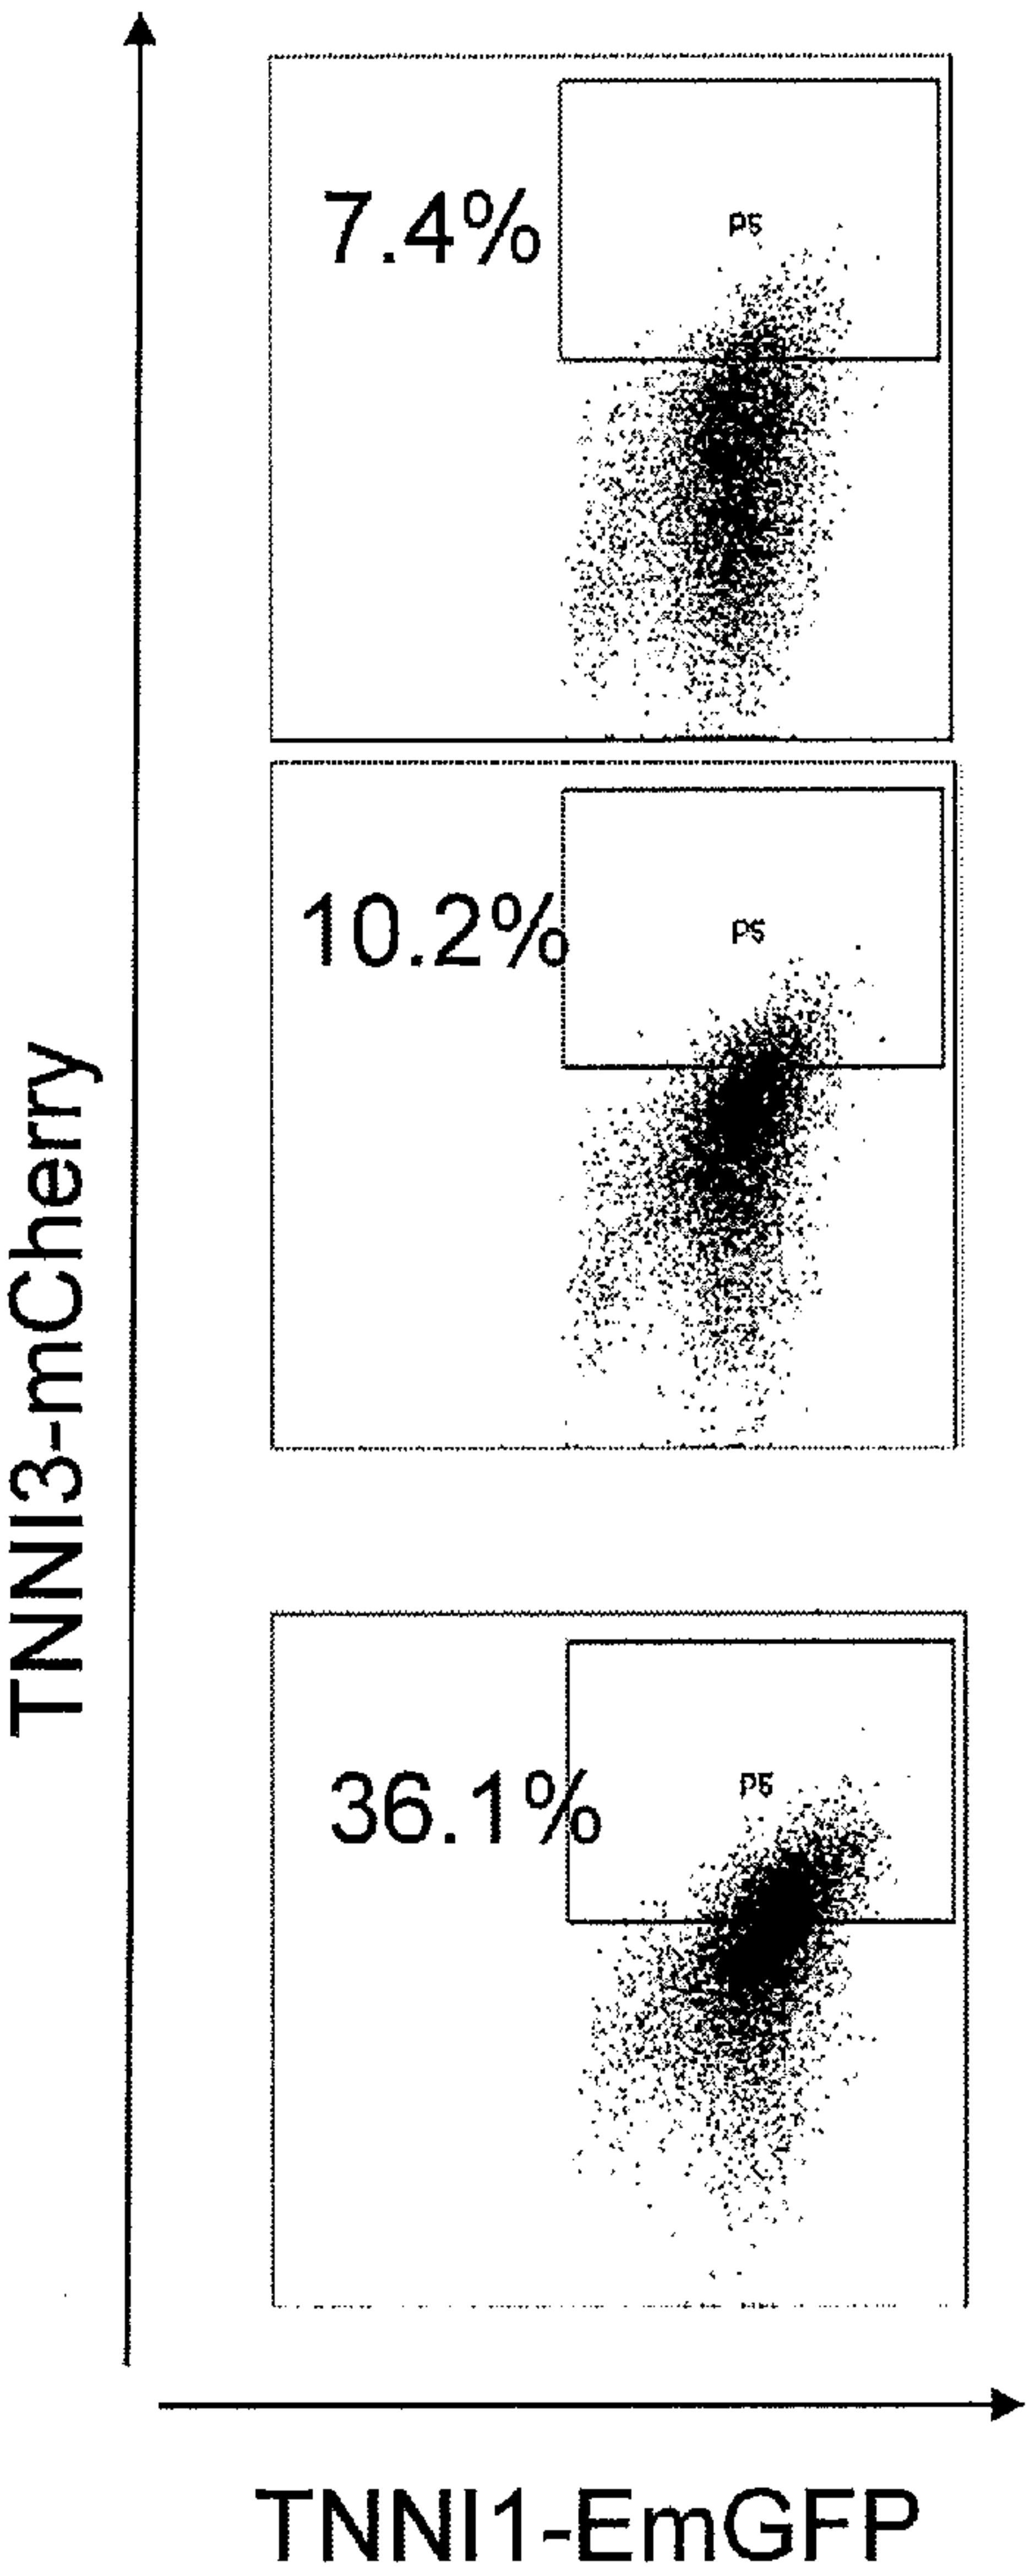 7.4%
P5
10.2%
P5
36.1%
P5
TNNI3-mCherry
TNNI1-EmGFP